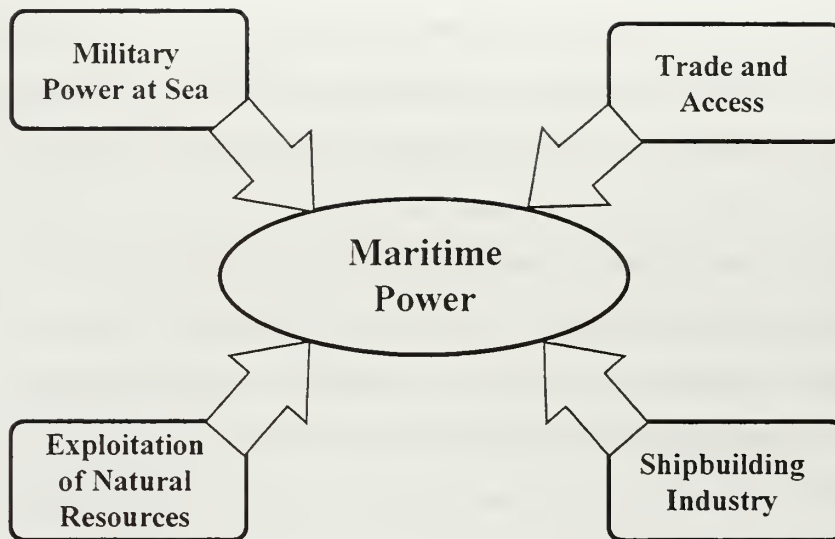 Military
Power at Sea
Trade and
Access
Maritime
Power
Exploitation
of Natural
Resources
Shipbuilding
Industry